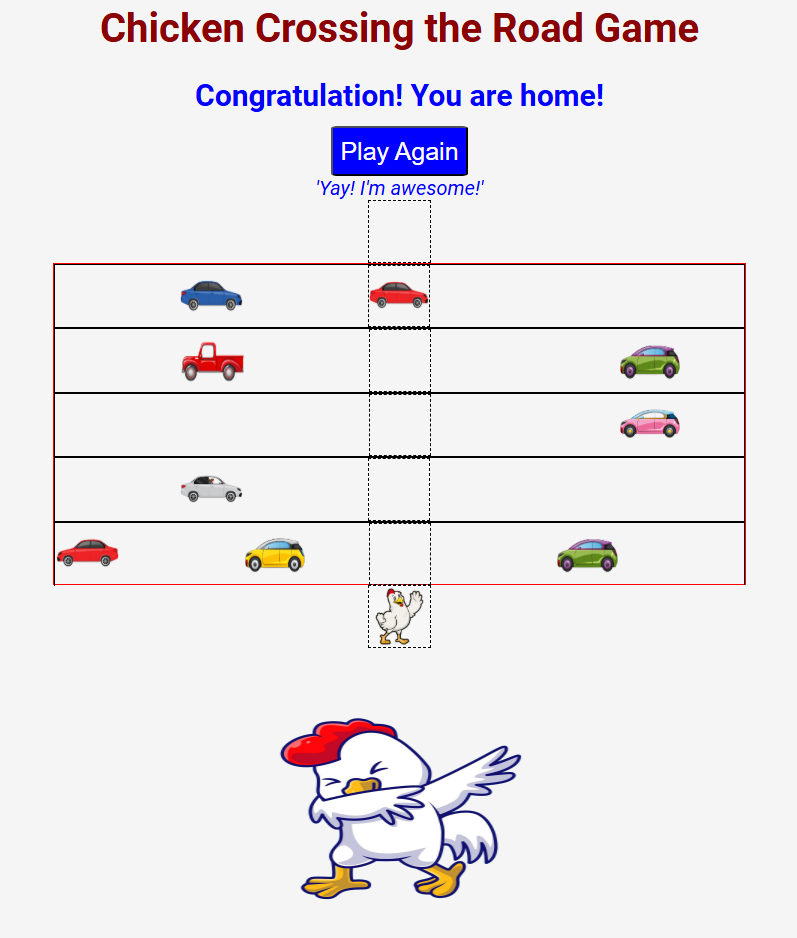 Chicken Crossing the Road Game
Congratulation! You are home!
Play Again
'Yay! I'm awesome!'